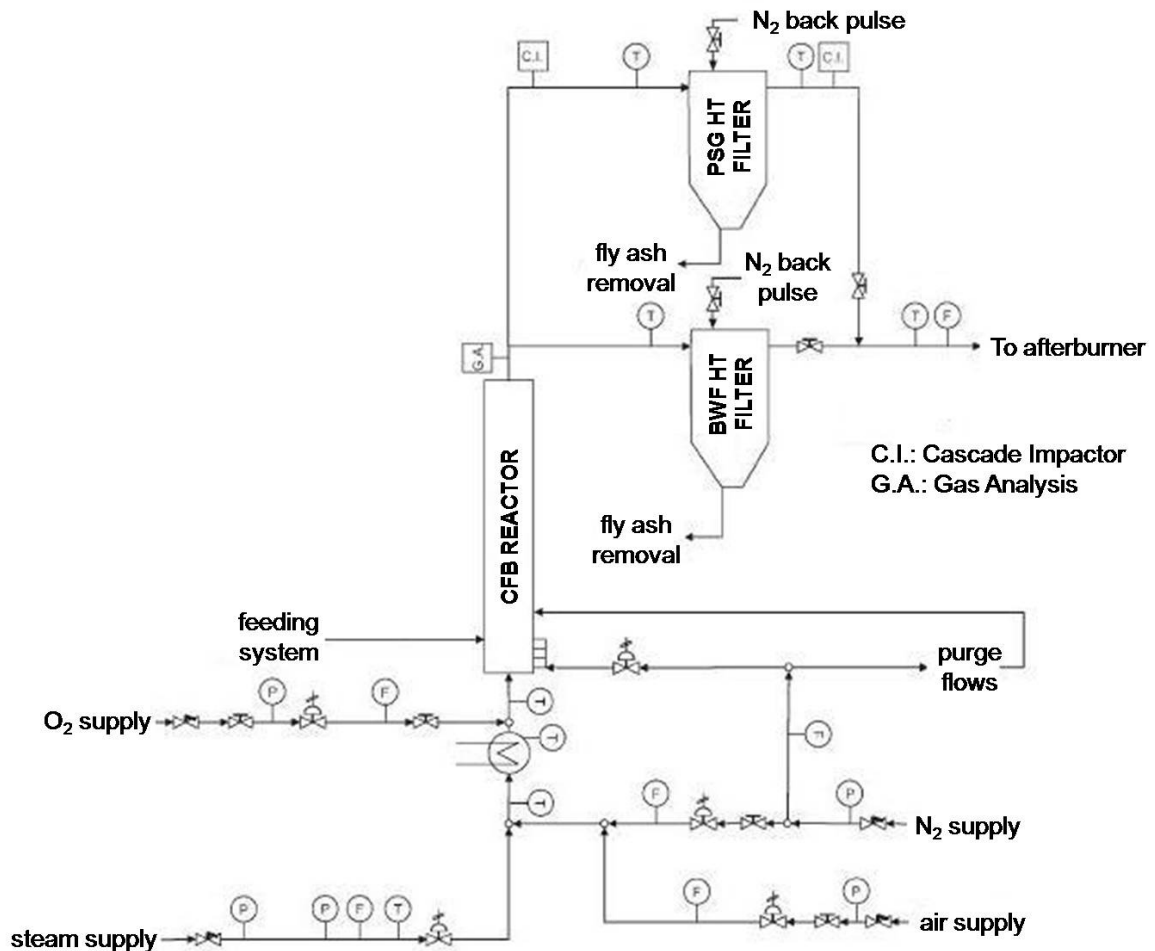 N₂ back pulse
C.I.
T
T
C.I.
PSG HT
FILTER
fly ash
removal
N₂ back
pulse
T
T
F
G.A.
BWF HT
FILTER
To afterburner
C.I.: Cascade Impactor
G.A.: Gas Analysis
CFB REACTOR
fly ash
removal
feeding
system
purge
flows
P
F
T
O₂ supply
T
F
T
F
P
N₂ supply
P
P
F
T
F
P
steam supply
air supply